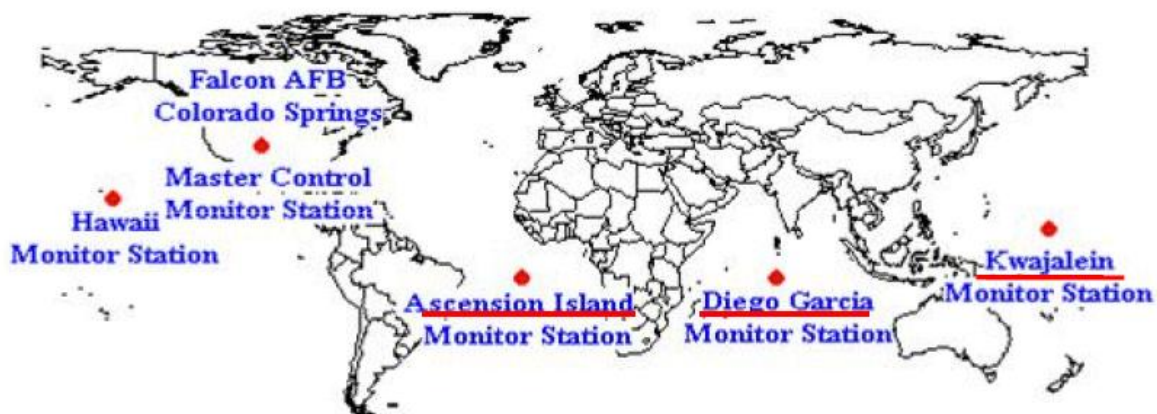 Falcon AFB
Colorado Springs
Master Control
Monitor Station
Hawaii
Monitor Station
Ascension Island
Monitor Station
Diego Garcia
Monitor Station
Kwajalein
Monitor Station